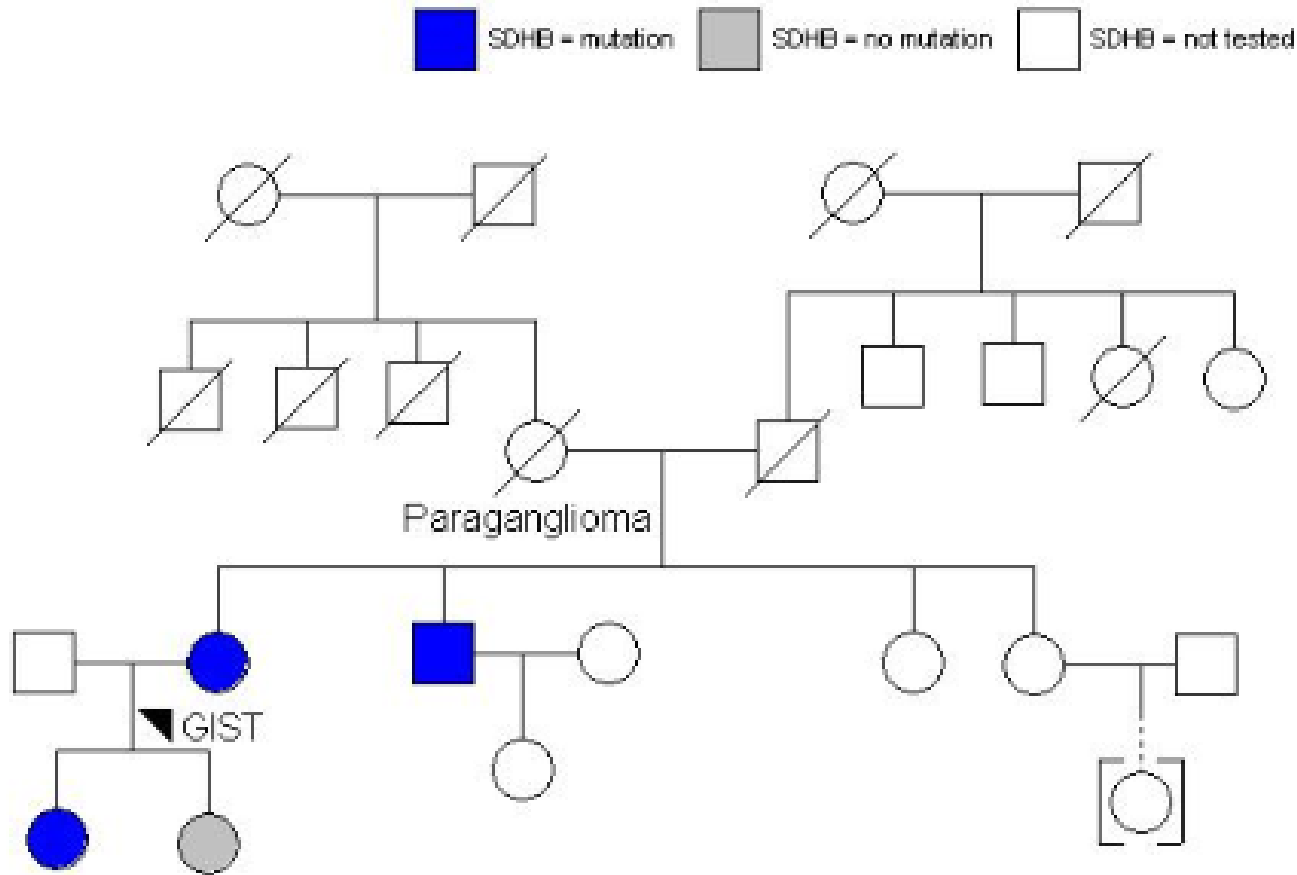 SDHB = mutation SDHB = no mutation SDHB = not tested
Paraganglioma
GIST